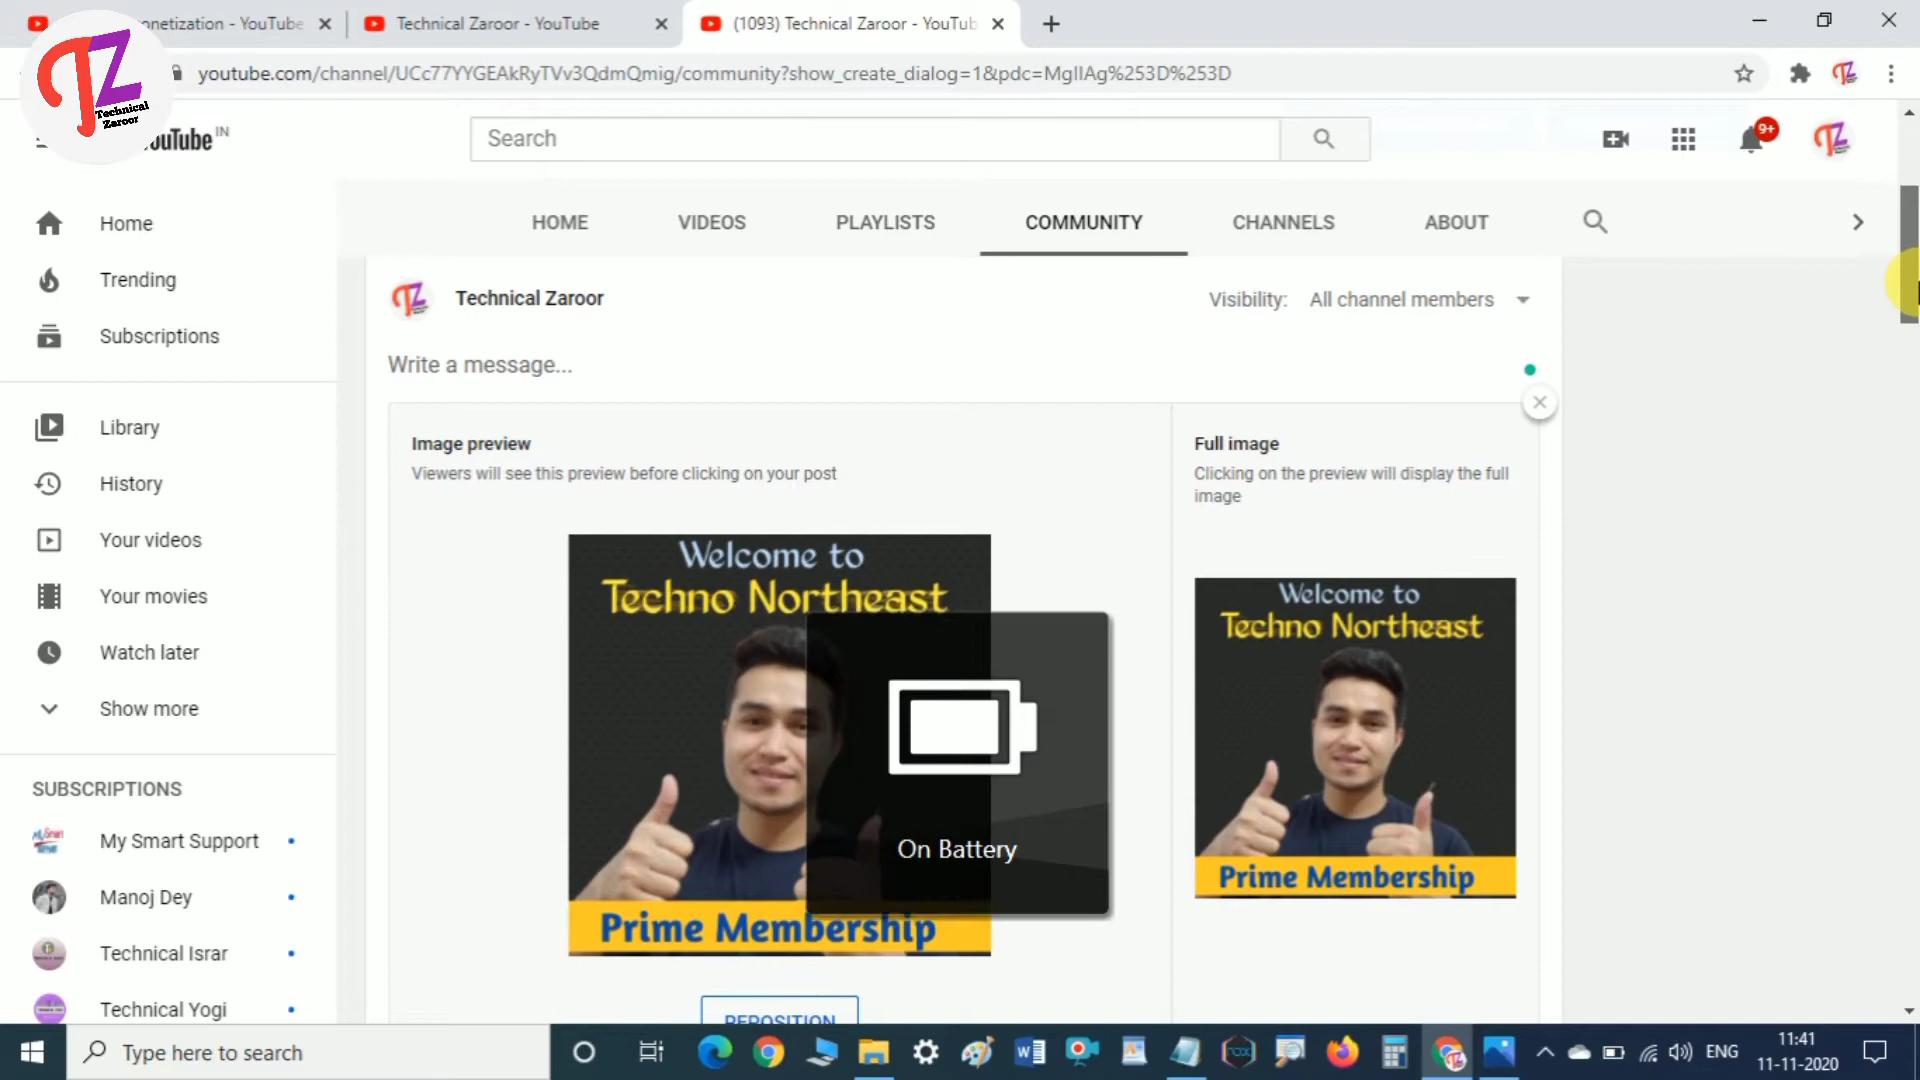 netization - YouTube
Technical Zaroor - YouTube
(1093) Technical Zaroor - YouTub
youtube.com/channel/UCc77YYGEAkRyTVv3QdmQmig/community?show_create_dialog=1&pdc=MgIIAg%253D%253D
TZ
Technical
Zaroor
ouTube IN
Search
9+
HOME
VIDEOS
PLAYLISTS
COMMUNITY
CHANNELS
ABOUT
Home
Trending
Subscriptions
Library
History
Your videos
Your movies
Watch later
Show more
SUBSCRIPTIONS
My Smart Support
Manoj Dey
Technical Israr
Technical Yogi
Technical Zaroor
Visibility: All channel members
Write a message...
Image preview
Viewers will see this preview before clicking on your post
Welcome to
Techno Northeast
Prime Membership
On Battery
REPOSITION
Full image
Clicking on the preview will display the full
image
Welcome to
Techno Northeast
Prime Membership
Type here to search
ENG
11:41
11-11-2020